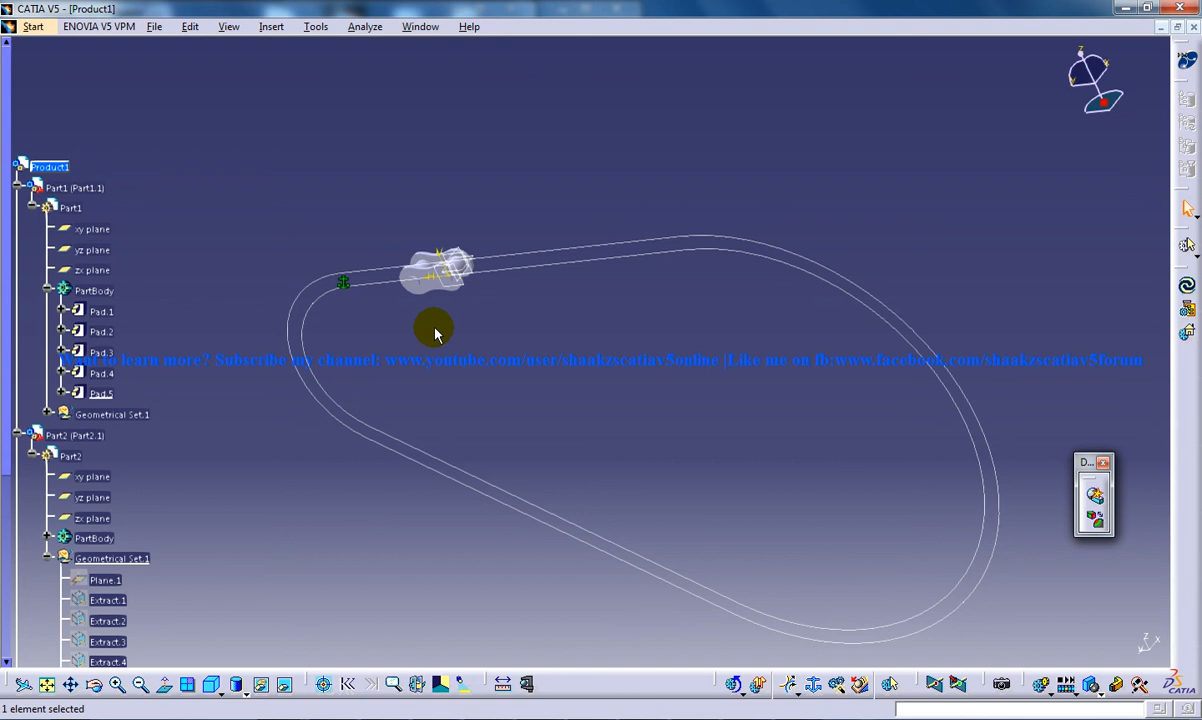 CATIA V5 - [Product1]
Start ENOVIA V5 VPM File Edit View Insert Tools Analyze Window Help
Product1
Part1 (Part1.1)
Part1
xy plane
yz plane
zx plane
PartBody
Pad.1
Pad.2
Pad.3
Want to learn more? Subscribe my channel: www.youtube.com/user/shaakzscatiav5online |Like me on fb:www.facebook.com/shaakzscatiav5forum
Pad.4
Pad.5
Geometrical Set.1
Part2 (Part2.1)
Part2
xy plane
yz plane
zx plane
PartBody
Geometrical Set.1
Plane.1
Extract.1
Extract.2
Extract.3
Extract.4
D...
z x
CATIA
1 element selected